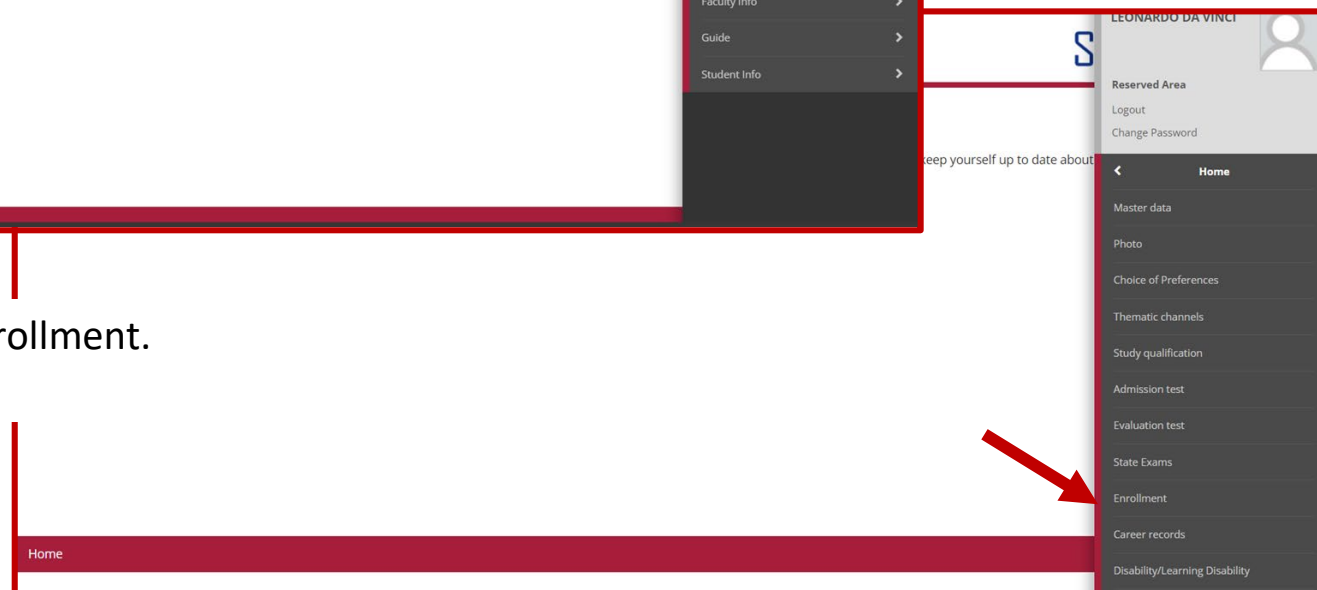 Faculty Info
Guide
Student Info
S
keep yourself up to date about
LEONARDO DA VINCI
Reserved Area
Logout
Change Password
Home
Master data
Photo
Choice of Preferences
Thematic channels
Study qualification
Admission test
Evaluation test
State Exams
Enrollment
Career records
Disability/Learning Disability
rollment.
Home